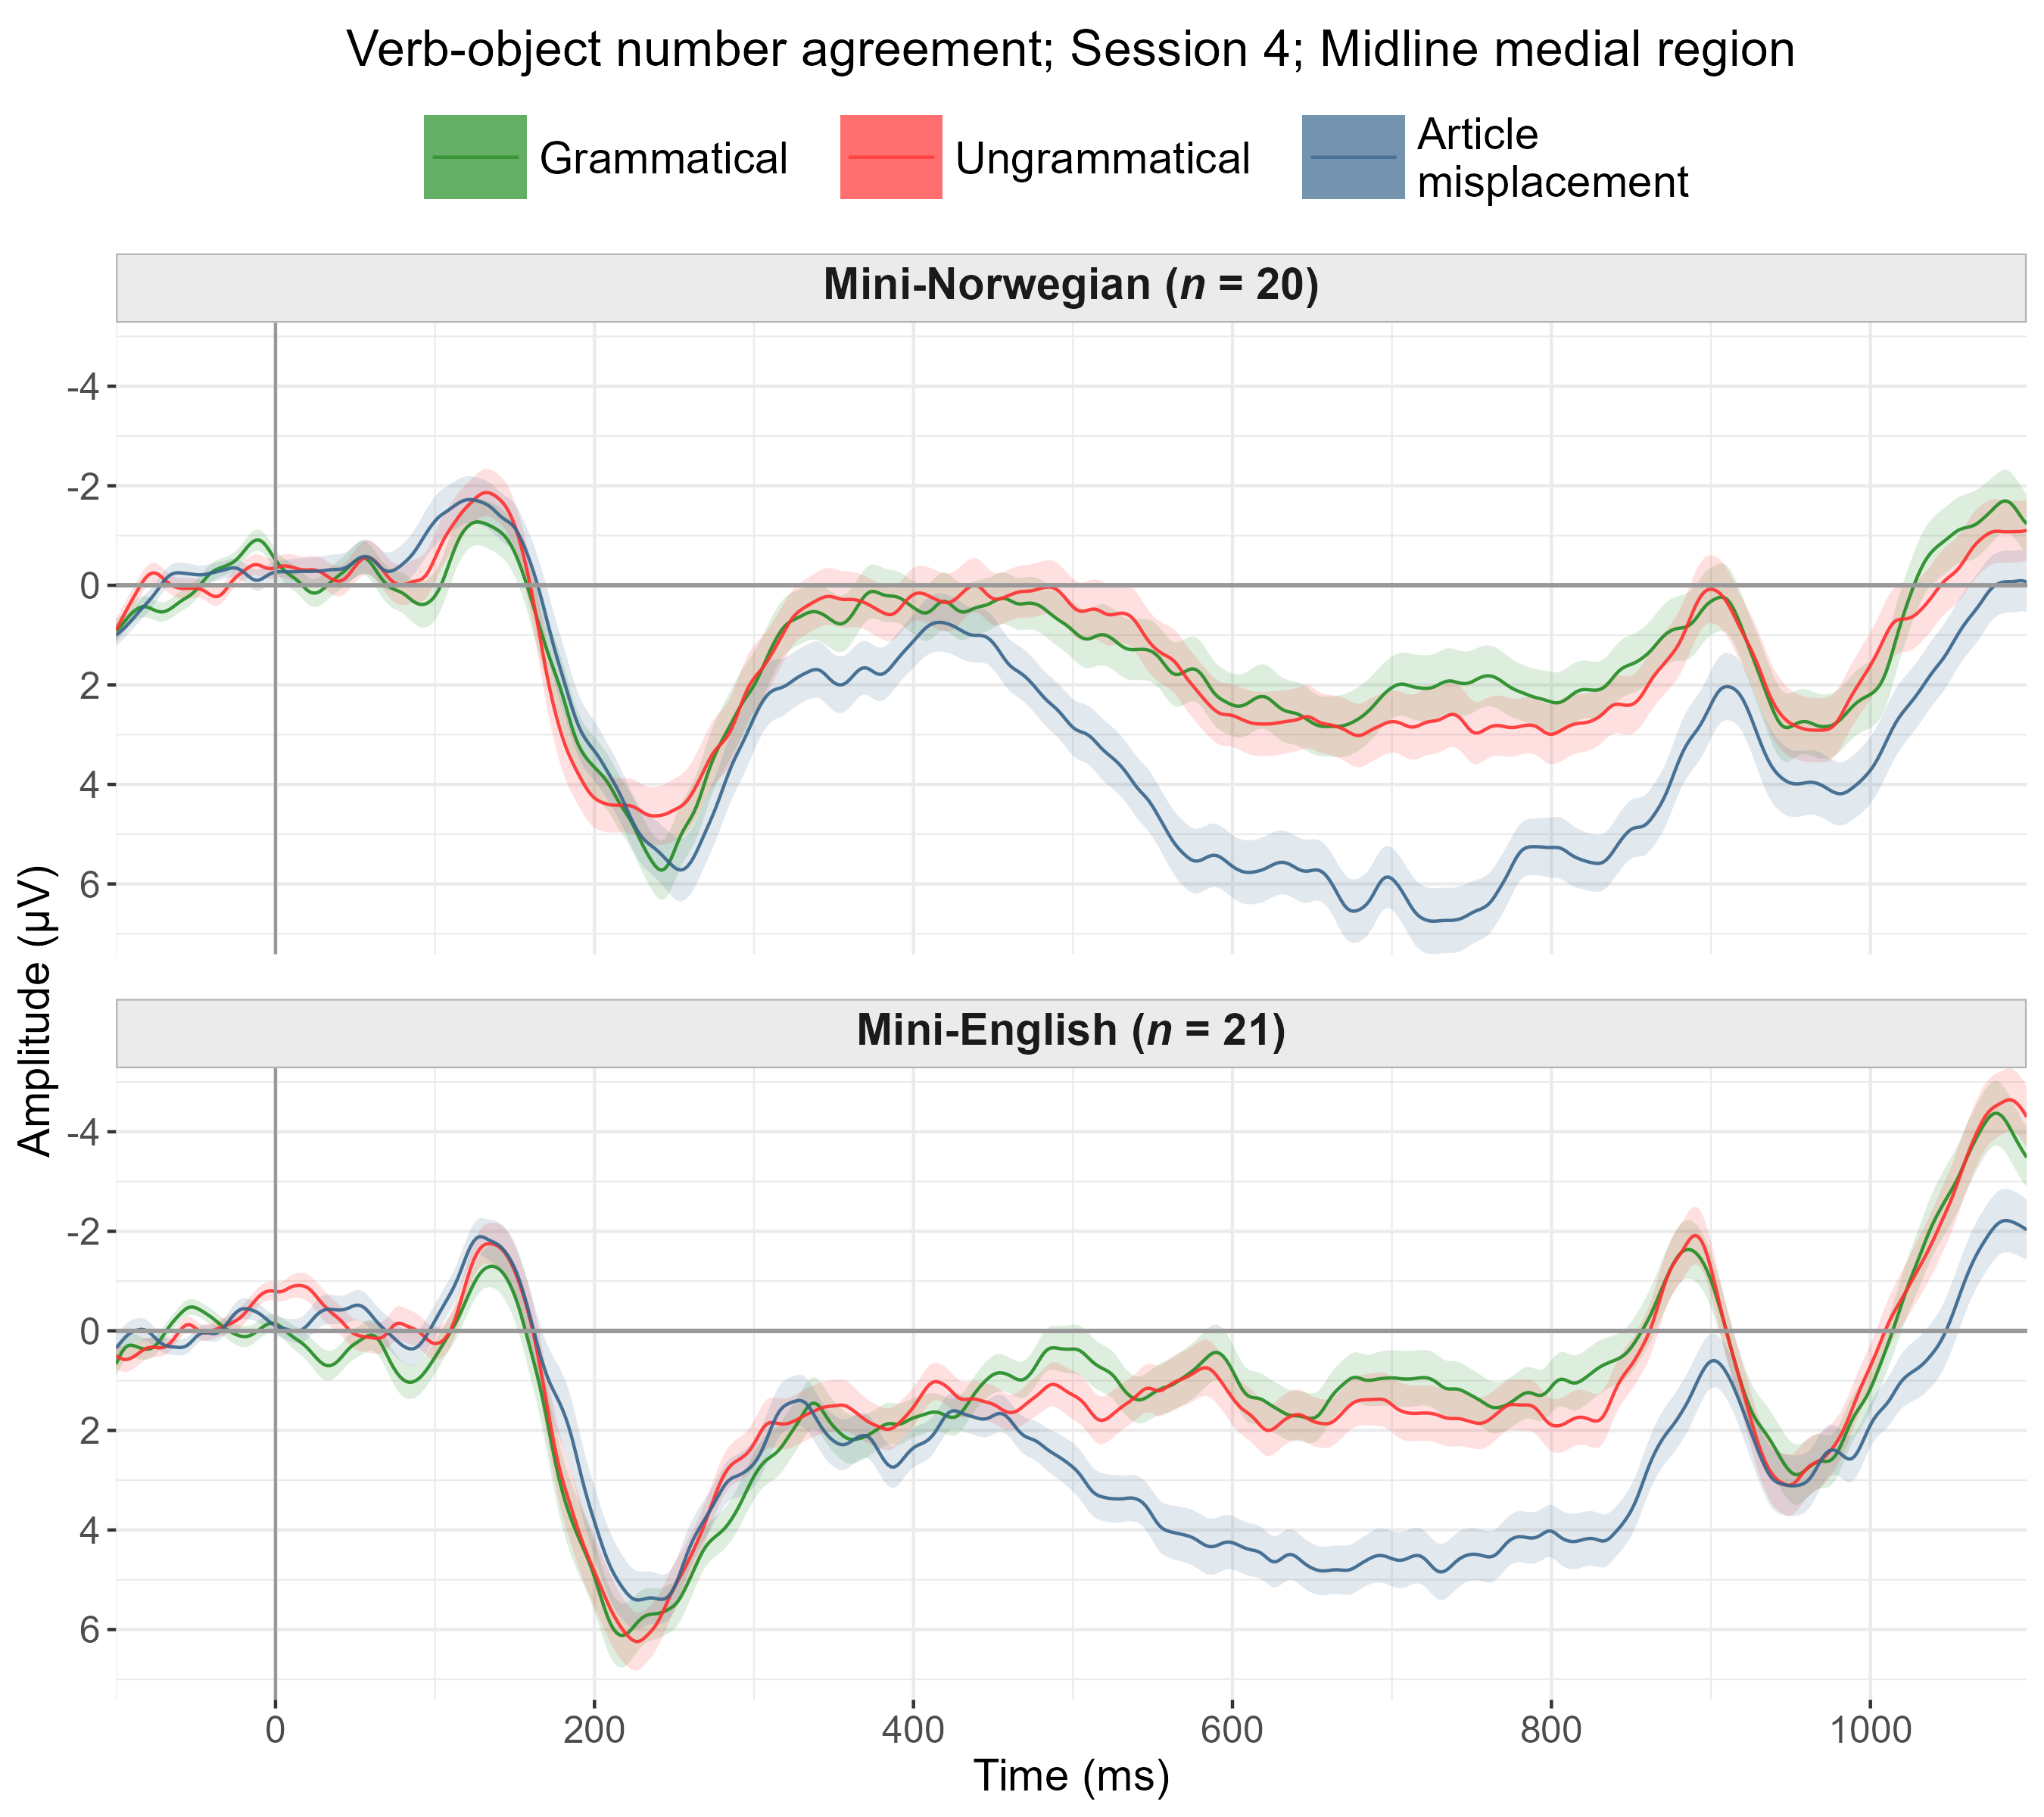 Verb-object number agreement; Session 4; Midline medial region
Grammatical
Ungrammatical
Article
misplacement
Mini-Norwegian (n = 20)
-4
-2
0
2
4
6
Mini-English (n = 21)
-4
-2
0
2
4
6
Amplitude (µV)
0 200 400 600 800 1000
Time (ms)